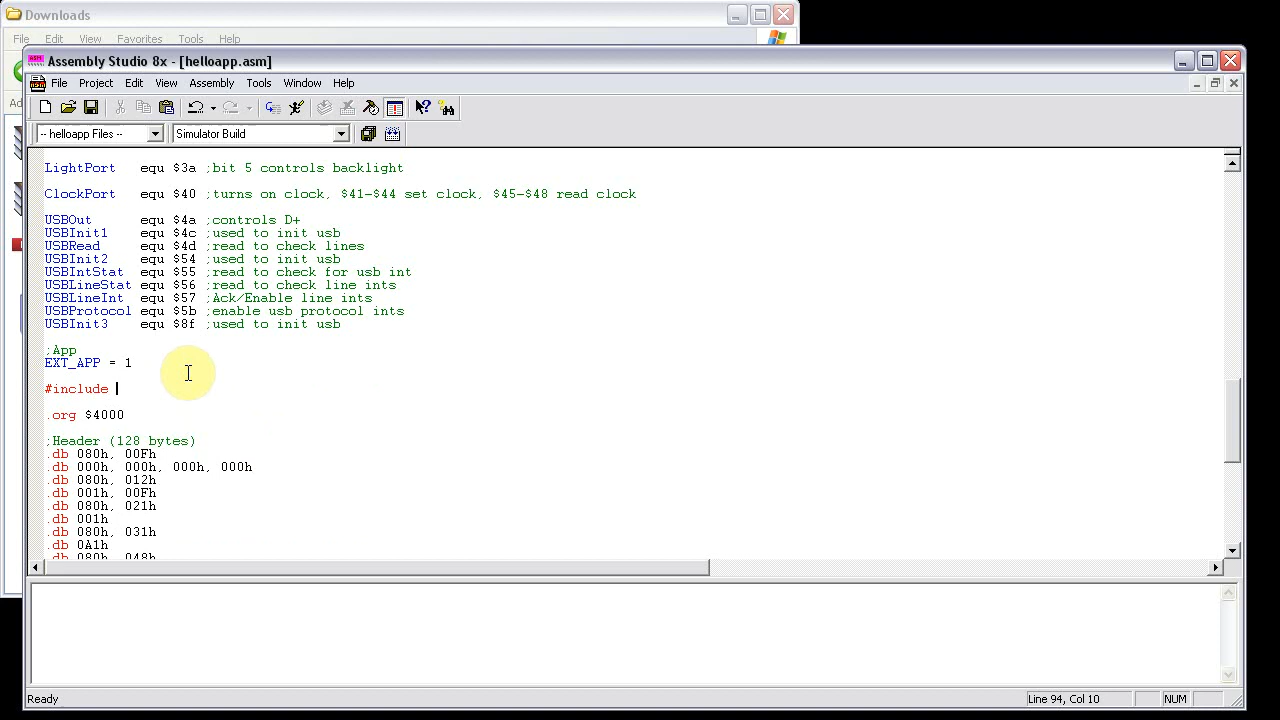 Downloads
File Edit View Favorites Tools Help
Assembly Studio 8x - [helloapp.asm]
File Project Edit View Assembly Tools Window Help
-- helloapp Files -- Simulator Build
LightPort equ $3a ;bit 5 controls backlight
ClockPort equ $40 ;turns on clock, $41-$44 set clock, $45-$48 read clock
USBOut equ $4a ;controls D+
USBInit1 equ $4c ;used to init usb
USBRead equ $4d ;read to check lines
USBInit2 equ $54 ;used to init usb
USBIntStat equ $55 ;read to check for usb int
USBLineStat equ $56 ;read to check line ints
USBLineInt equ $57 ;Ack/Enable line ints
USBProtocol equ $5b ;enable usb protocol ints
USBInit3 equ $8f ;used to init usb
;App
EXT_APP = 1
#include
.org $4000
;Header (128 bytes)
.db 080h, 00Fh
.db 000h, 000h, 000h, 000h
.db 080h, 012h
.db 001h, 00Fh
.db 080h, 021h
.db 001h
.db 080h, 031h
.db 0A1h
.db 080h, 048h
Ready Line 94, Col 10 NUM